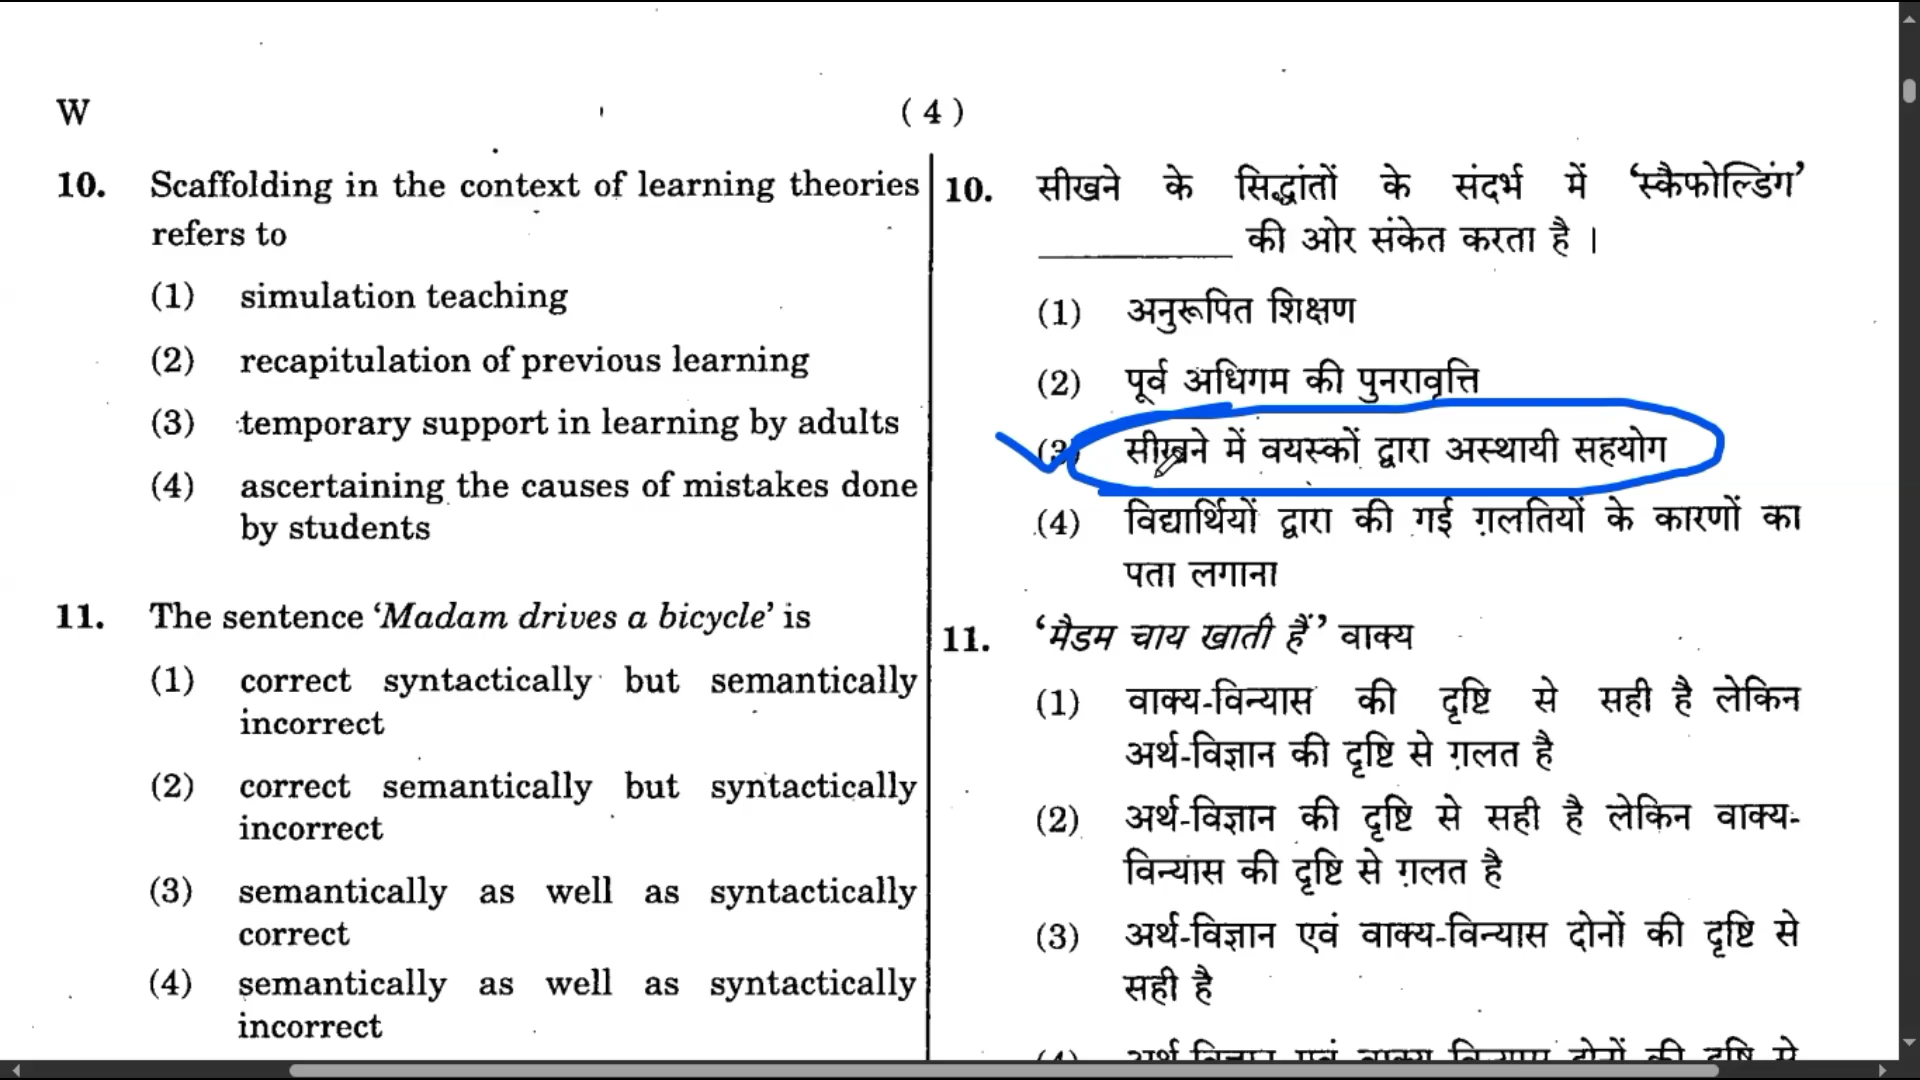 W
( 4 )
10. Scaffolding in the context of learning theories
refers to
(1) simulation teaching
(2) recapitulation of previous learning
(3) temporary support in learning by adults
(4) ascertaining the causes of mistakes done
by students
11. The sentence ‘Madam drives a bicycle’ is
(1) correct syntactically but semantically
incorrect
(2) correct semantically but syntactically
incorrect
(3) semantically as well as syntactically
correct
(4) semantically as well as syntactically
incorrect
10. सीखने के सिद्धांतों के संदर्भ में ‘स्कैफोल्डिंग’
__________ की ओर संकेत करता है ।
(1) अनुरूपित शिक्षण
(2) पूर्व अधिगम की पुनरावृत्ति
(3) सीखने में वयस्कों द्वारा अस्थायी सहयोग
(4) विद्यार्थियों द्वारा की गई ग़लतियों के कारणों का
पता लगाना
11. ‘मैडम चाय खाती हैं’ वाक्य
(1) वाक्य-विन्यास की दृष्टि से सही है लेकिन
अर्थ-विज्ञान की दृष्टि से ग़लत है
(2) अर्थ-विज्ञान की दृष्टि से सही है लेकिन वाक्य-
विन्यास की दृष्टि से ग़लत है
(3) अर्थ-विज्ञान एवं वाक्य-विन्यास दोनों की दृष्टि से
सही है
(4) अर्थ-विज्ञान एवं वाक्य-विन्यास दोनों की दृष्टि से